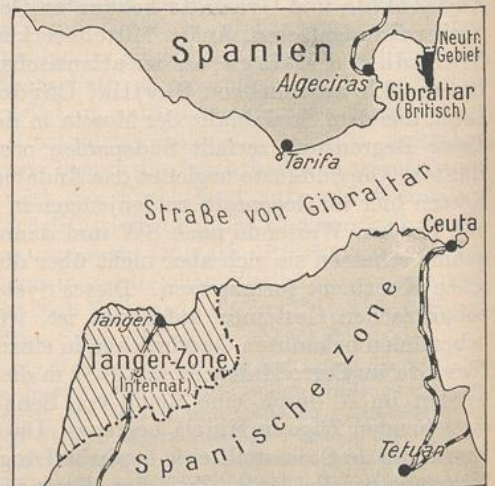 Spanien
Neutr.
Gebiet
Algeciras
Gibraltar
(Britisch)
Tarifa
Straße von Gibraltar
Ceuta
Tanger
Tanger-Zone
(Internat.)
Spanische Zone
Tetuan